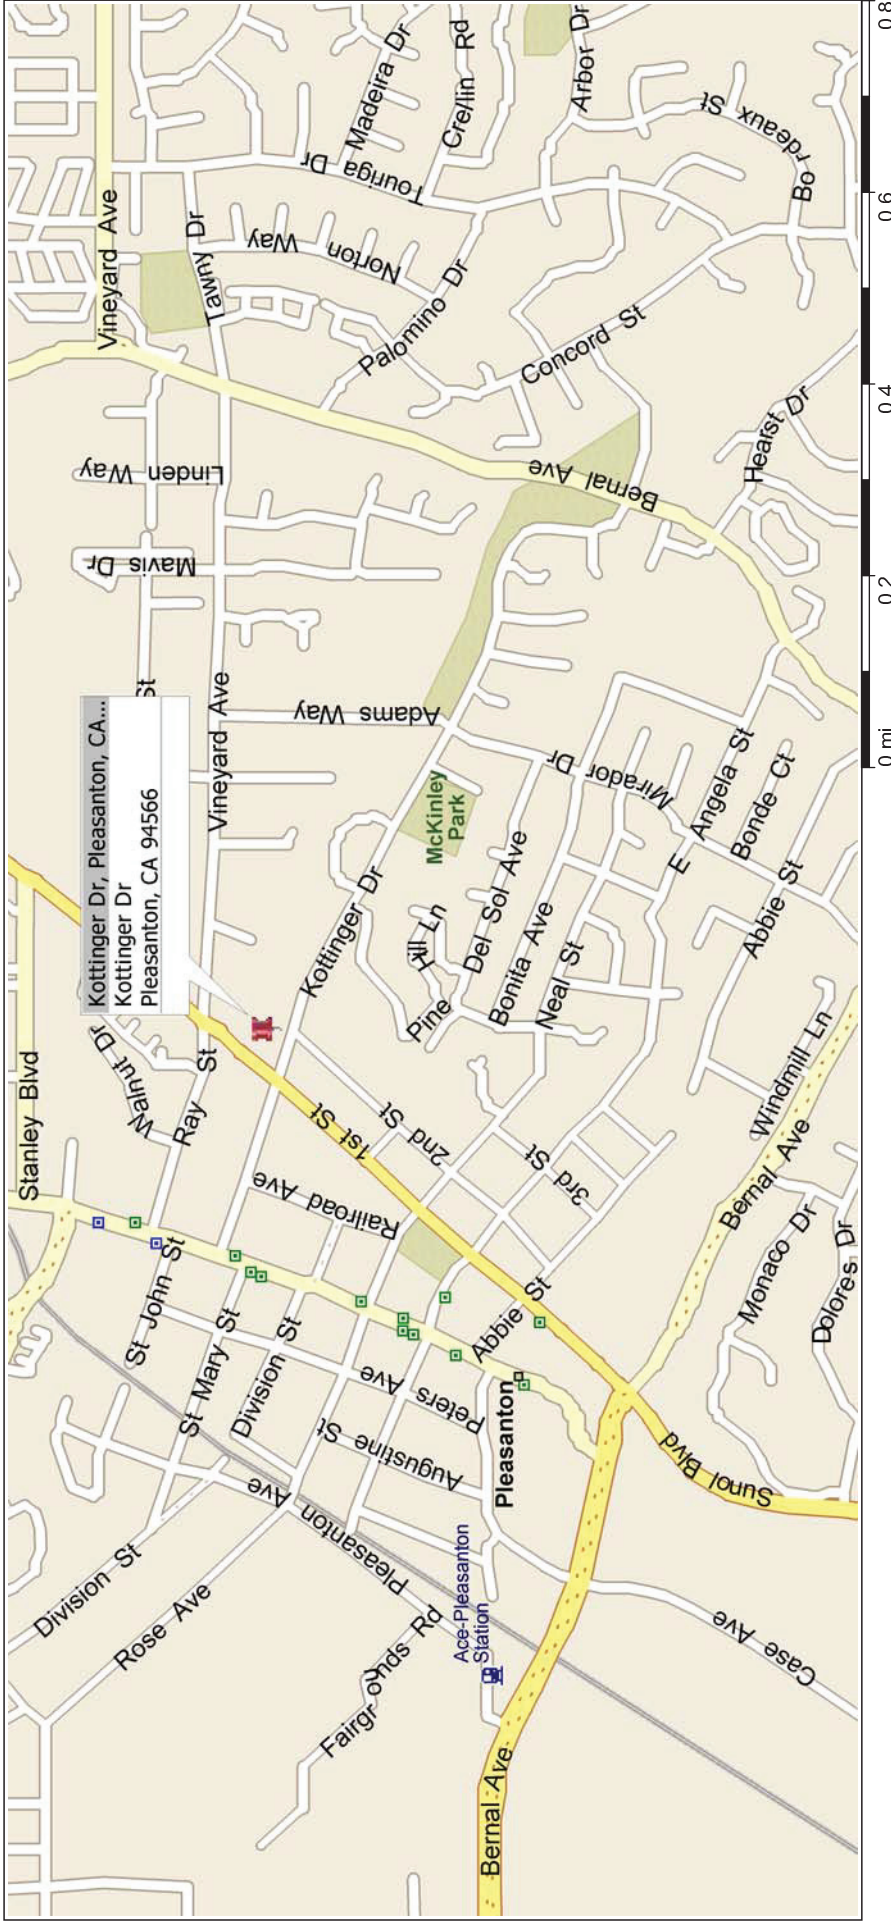 Kottinger Dr, Pleasanton, CA...
Kottinger Dr
Pleasanton, CA 94566
Stanley Blvd
Vineyard Ave
Tawny Dr
Touriga Dr
Madeira Dr
Crellin Rd
Arbor Dr
Bordeaux St
Norton Way
Palomino Dr
Concord St
Hearst Dr
Linden Way
Mavis Dr
Bernal Ave
St
Vineyard Ave
Adams Way
McKinley
Park
Kottinger Dr
Mirador Dr
Del Sol Ave
Bonita Ave
Neal St
E Angela St
Bonde Ct
Abbie St
Pine
Ln
Walnut Dr
Ray St
1st St
2nd St
3rd St
Railroad Ave
St John St
St Mary St
Division St
Peters Ave
Augustine St
Abbie St
Pleasanton
Pleasanton Ave
Division St
Rose Ave
Fairgrounds Rd
Ace-Pleasanton
Station
Bernal Ave
Case Ave
Sunol Blvd
Bernal Ave
Windmill Ln
Monaco Dr
Dolores Dr
0 mi
0.2
0.4
0.6
0.8